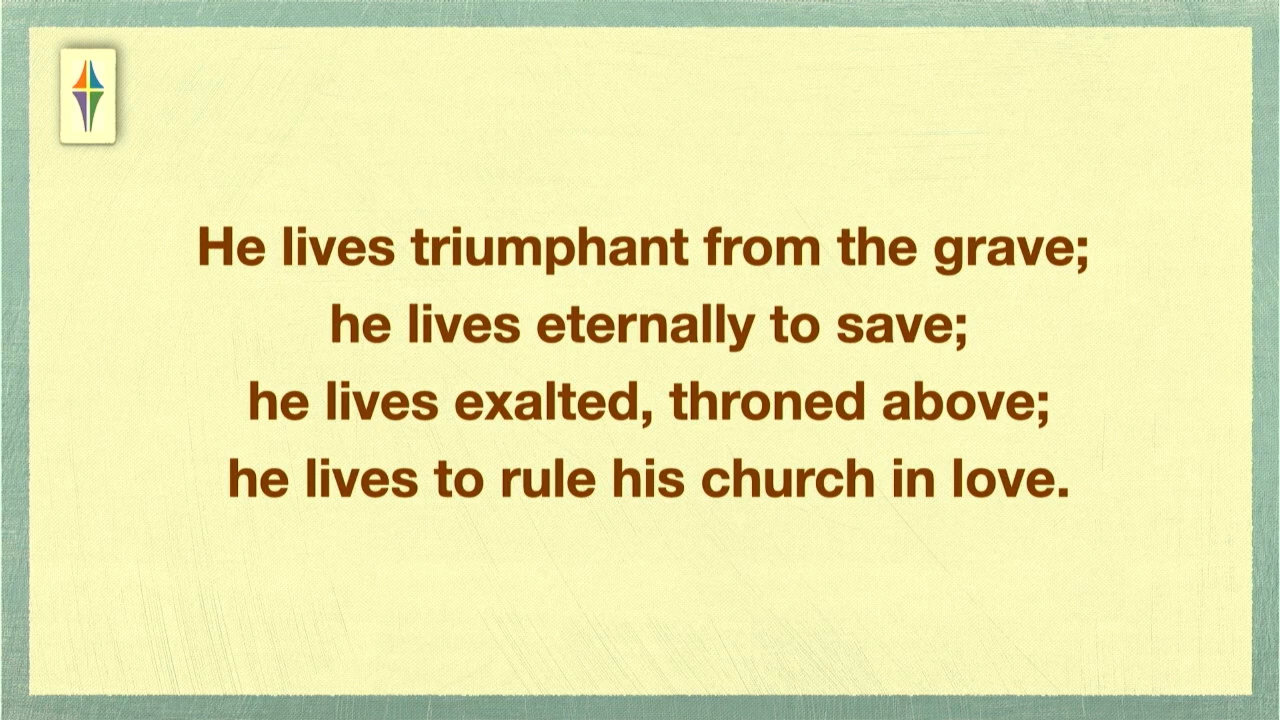 He lives triumphant from the grave;
he lives eternally to save;
he lives exalted, throned above;
he lives to rule his church in love.